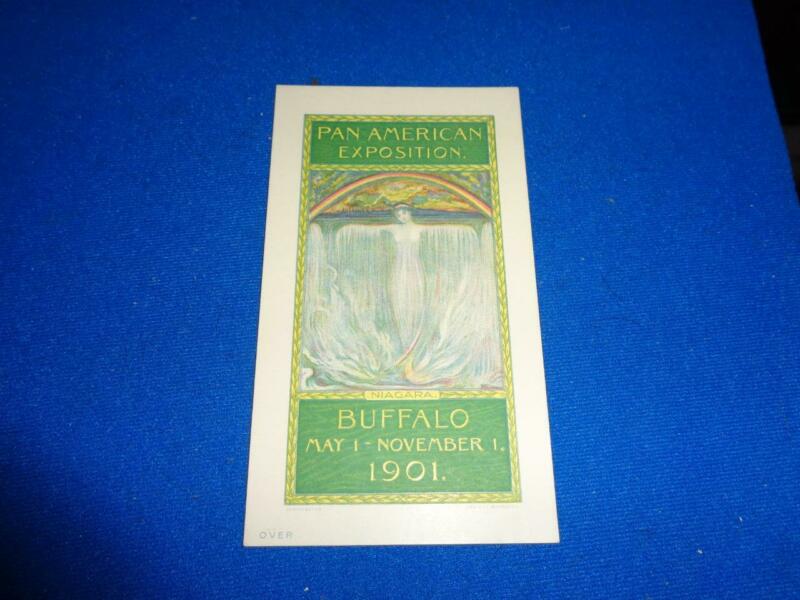 PAN AMERICAN
EXPOSITION.
NIAGARA.
BUFFALO
MAY 1 - NOVEMBER 1.
1901.
OVER